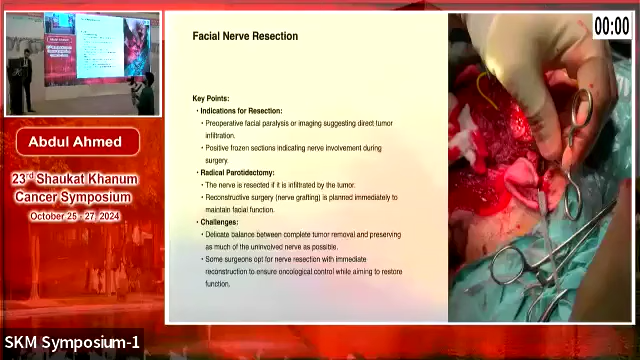 00:00
Facial Nerve Resection
Key Points:
• Indications for Resection:
• Preoperative facial paralysis or imaging suggesting direct tumor
infiltration.
• Positive frozen sections indicating nerve involvement during
surgery.
• Radical Parotidectomy:
• The nerve is resected if it is infiltrated by the tumor.
• Reconstructive surgery (nerve grafting) is planned immediately to
maintain facial function.
• Challenges:
• Delicate balance between complete tumor removal and preserving
as much of the uninvolved nerve as possible.
• Some surgeons opt for nerve resection with immediate
reconstruction to ensure oncological control while aiming to restore
function.
Abdul Ahmed
23rd Shaukat Khanum
Cancer Symposium
October 25 - 27, 2024
SKM Symposium-1